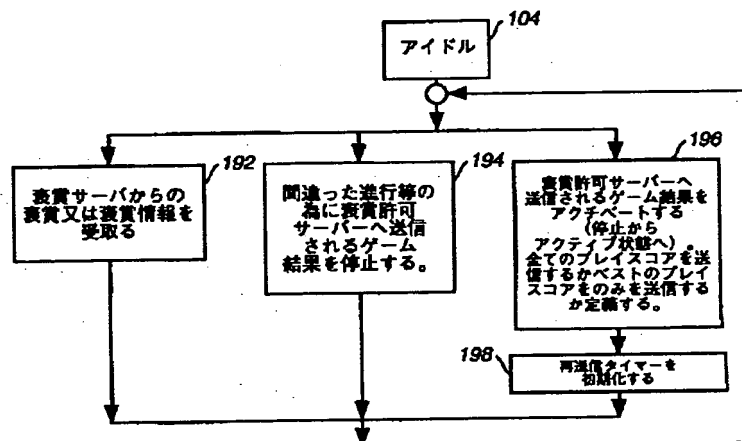 104
アイドル
192
褒賞サーバからの
褒賞又は褒賞情報を
受取る
194
間違った進行等の
為に褒賞許可
サーバーへ送信
されるゲーム
結果を停止する。
196
褒賞許可サーバーへ
送信されるゲーム結果を
アクチベートする
(停止から
アクティブ状態へ)。
全てのプレイスコアを送
信するかベストのプレイ
スコアをのみを送信する
か定義する。
198
再送信タイマーを
初期化する